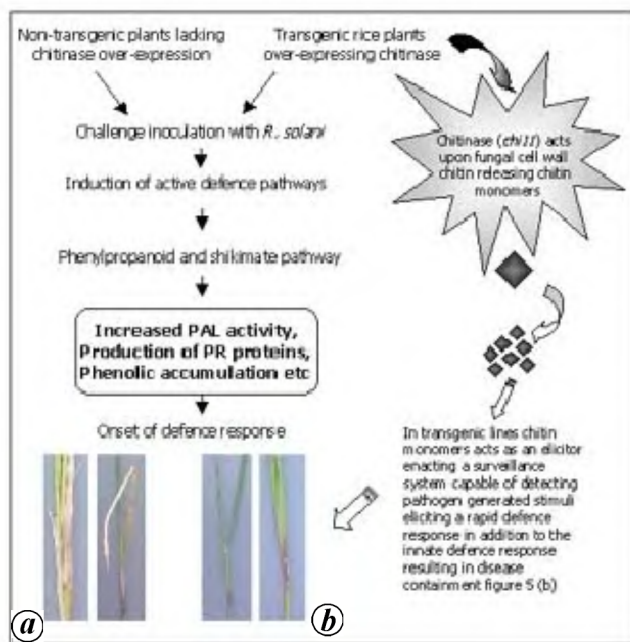 Non-transgenic plants lacking
chitinase over-expression
Transgenic rice plants
over-expressing chitinase
Challenge inoculation with R. solani
Induction of active defence pathways
Phenylpropanoid and shikimate pathway
Increased PAL activity,
Production of PR proteins,
Phenolic accumulation etc
Onset of defence response
Chitinase (chi11) acts
upon fungal cell wall
chitin releasing chitin
monomers
In transgenic lines chitin
monomers acts as an elicitor
enacting a surveillance
system capable of detecting
pathogen generated stimuli
eliciting a rapid defence
response in addition to the
innate defence response
resulting in disease
containment figure 5 (b)
a
b